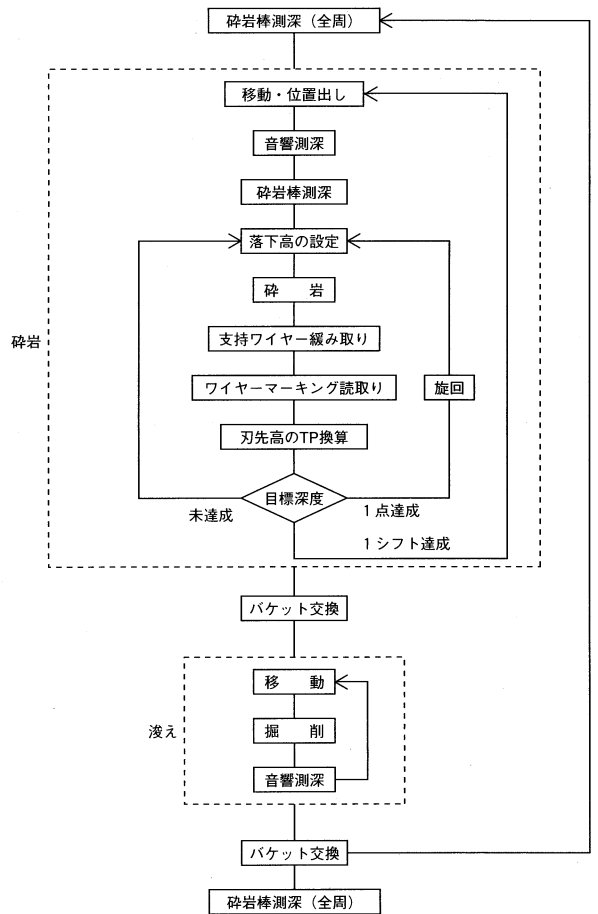 砕岩棒測深（全周）
移動・位置出し
音響測深
砕岩棒測深
落下高の設定
砕　岩
支持ワイヤー緩み取り
砕岩
ワイヤーマーキング読取り
旋回
刃先高のTP換算
目標深度
未達成
1点達成
1シフト達成
バケット交換
移　動
浚え
掘　削
音響測深
バケット交換
砕岩棒測深（全周）